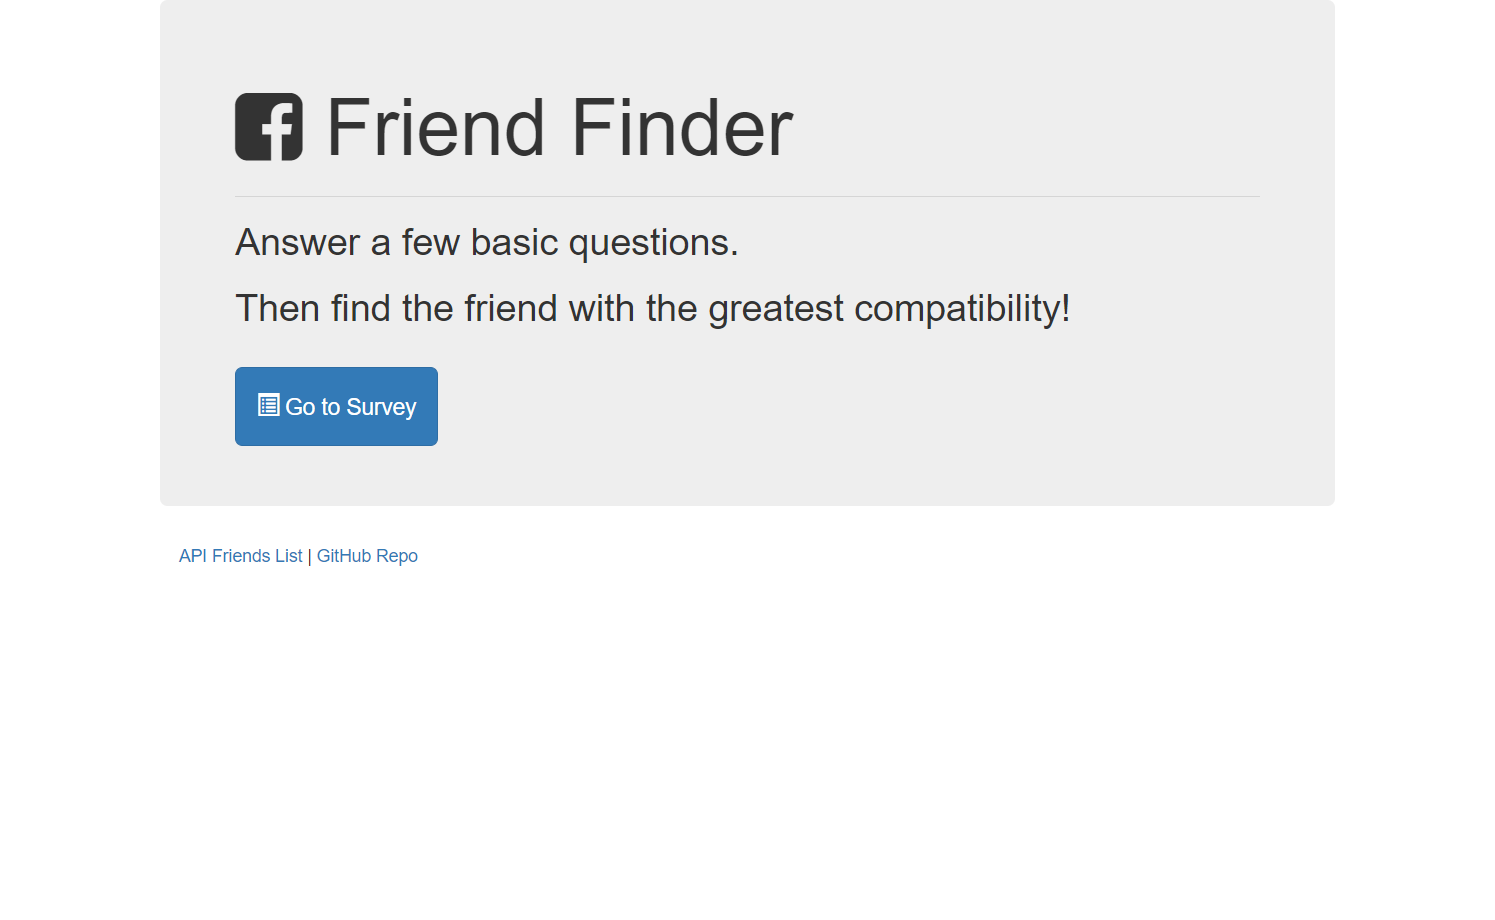 Friend Finder
Answer a few basic questions.
Then find the friend with the greatest compatibility!
Go to Survey
API Friends List | GitHub Repo